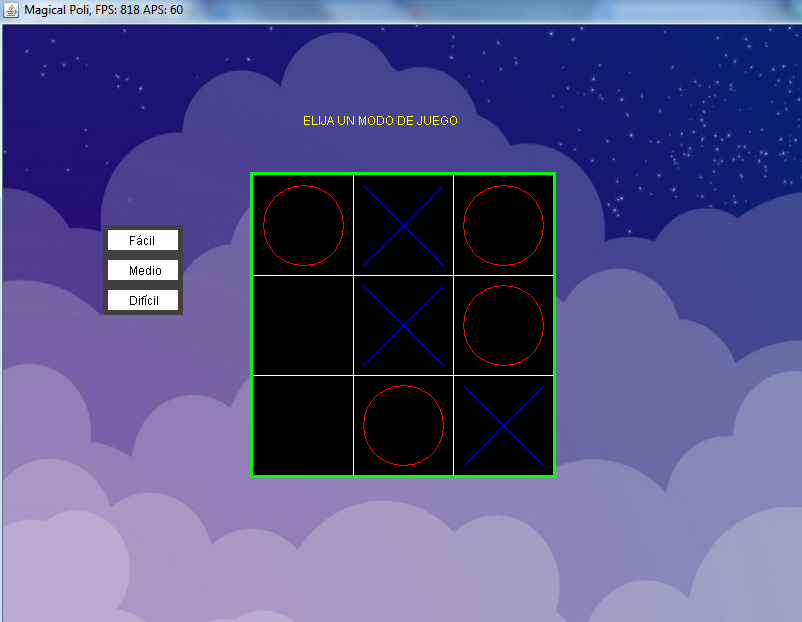 Magical Poli, FPS: 818 APS: 60
ELIJA UN MODO DE JUEGO
Fácil
Medio
Difícil